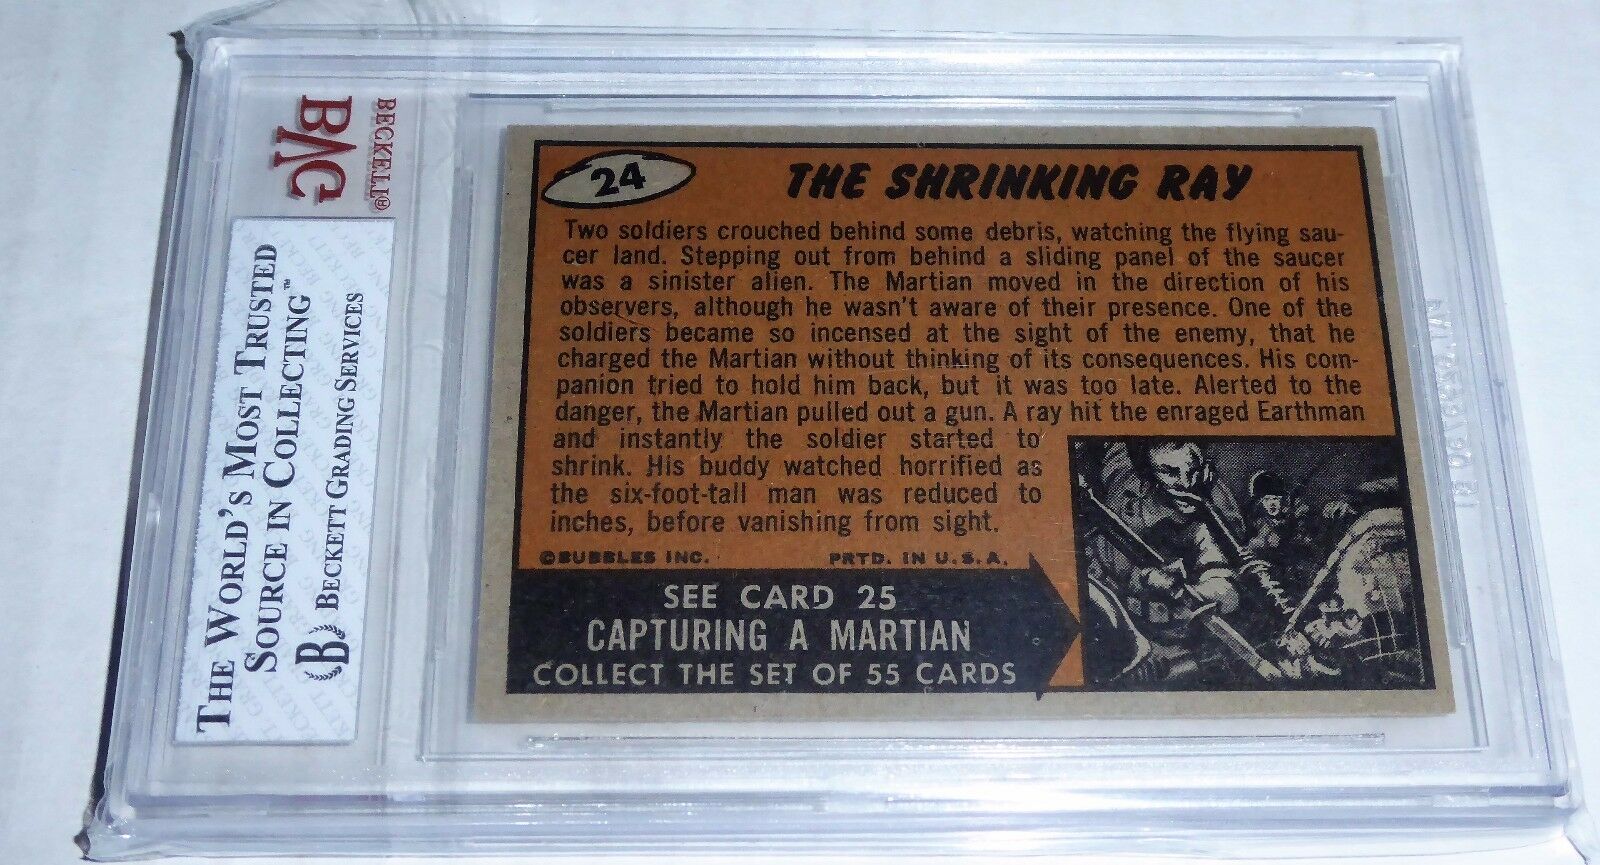 BECKETT®
BVG
THE WORLD'S MOST TRUSTED
SOURCE IN COLLECTING™
B BECKETT GRADING SERVICES
24
THE SHRINKING RAY
Two soldiers crouched behind some debris, watching the flying sau-
cer land. Stepping out from behind a sliding panel of the saucer
was a sinister alien. The Martian moved in the direction of his
observers, although he wasn't aware of their presence. One of the
soldiers became so incensed at the sight of the enemy, that he
charged the Martian without thinking of its consequences. His com-
panion tried to hold him back, but it was too late. Alerted to the
danger, the Martian pulled out a gun. A ray hit the enraged Earthman
and instantly the soldier started to
shrink. His buddy watched horrified as
the six-foot-tall man was reduced to
inches, before vanishing from sight.
©BUBBLES INC. PRTD. IN U.S.A.
SEE CARD 25
CAPTURING A MARTIAN
COLLECT THE SET OF 55 CARDS